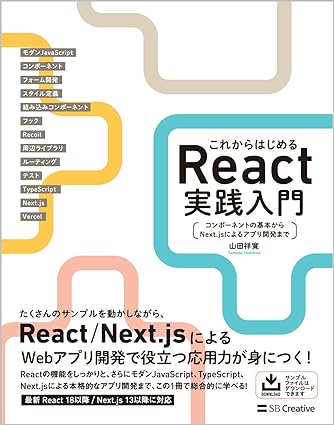 モダンJavaScript
コンポーネント
フォーム開発
スタイル定義
組み込みコンポーネント
フック
Recoil
周辺ライブラリ
ルーティング
テスト
TypeScript
Next.js
Vercel
これからはじめる
React
実践入門
コンポーネントの基本から
Next.jsによるアプリ開発まで
山田祥寛
Yamada, Yoshihiro
たくさんのサンプルを動かしながら、
React/Next.jsによる
Webアプリ開発で役立つ応用力が身につく!
Reactの機能をしっかりと、さらにモダンJavaScript、TypeScript、
Next.jsによる本格的なアプリ開発まで、この1冊で総合的に学べる!
最新 React 18以降 / Next.js 13以降に対応
DOWNLOAD
サンプル
ファイルは
ダウンロード
できます
SB Creative